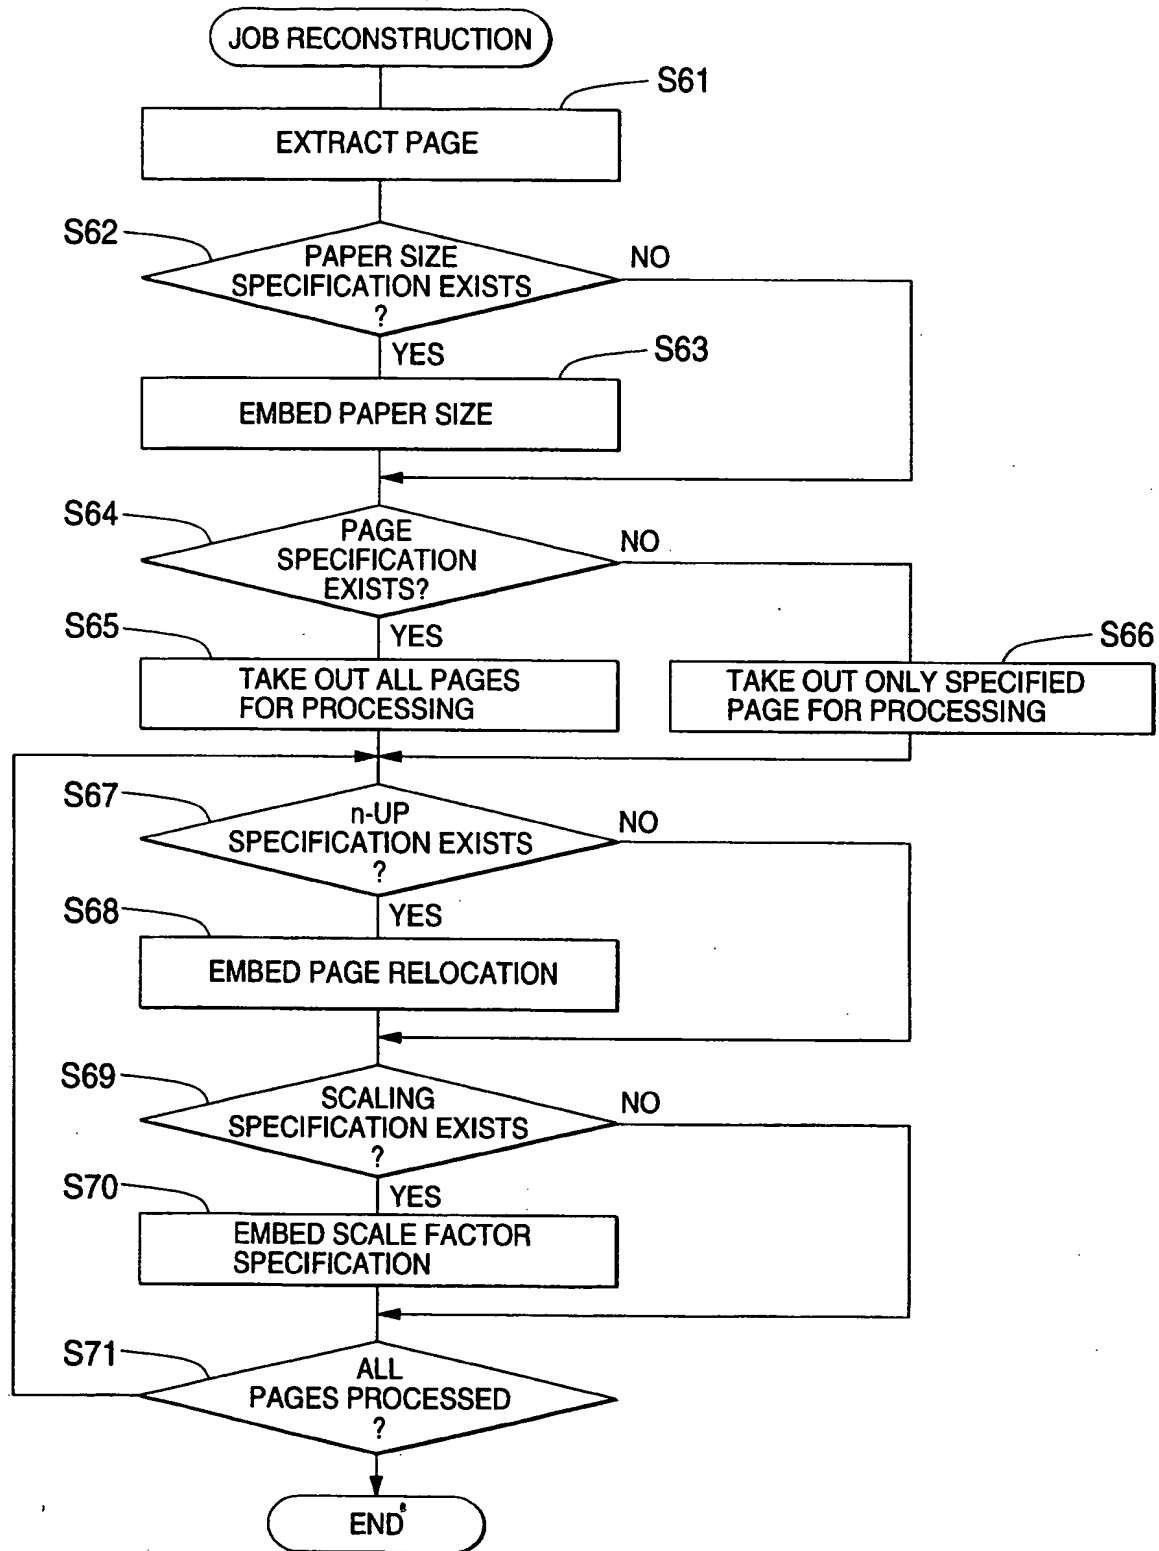 JOB RECONSTRUCTION
S61
EXTRACT PAGE
S62
PAPER SIZE
SPECIFICATION EXISTS
?
NO
YES
S63
EMBED PAPER SIZE
S64
PAGE
SPECIFICATION
EXISTS?
NO
YES
S65
TAKE OUT ALL PAGES
FOR PROCESSING
S66
TAKE OUT ONLY SPECIFIED
PAGE FOR PROCESSING
S67
n-UP
SPECIFICATION EXISTS
?
NO
YES
S68
EMBED PAGE RELOCATION
S69
SCALING
SPECIFICATION EXISTS
?
NO
YES
S70
EMBED SCALE FACTOR
SPECIFICATION
S71
ALL
PAGES PROCESSED
?
END